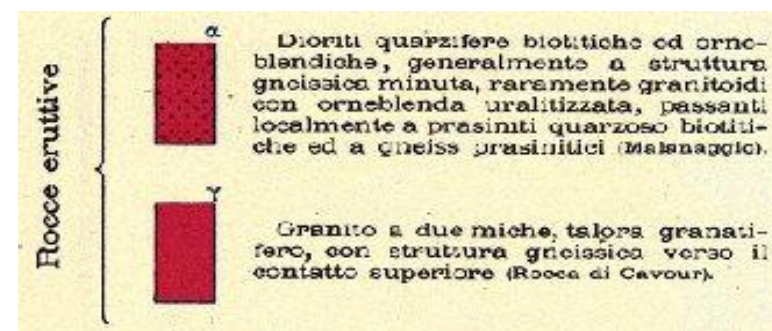 Rocce eruttive
α
Dioriti quarzifere biotitiche ed orne-
blendiche, generalmente a struttura
gneissica minuta, raramente granitoidi
con orneblenda uralitizzata, passanti
localmente a prasiniti quarzoso biotiti-
che ed a gneiss prasinitici (Malanaggio).
γ
Granito a due miche, talora granati-
fero, con struttura gneissica verso il
contatto superiore (Rocca di Cavour).